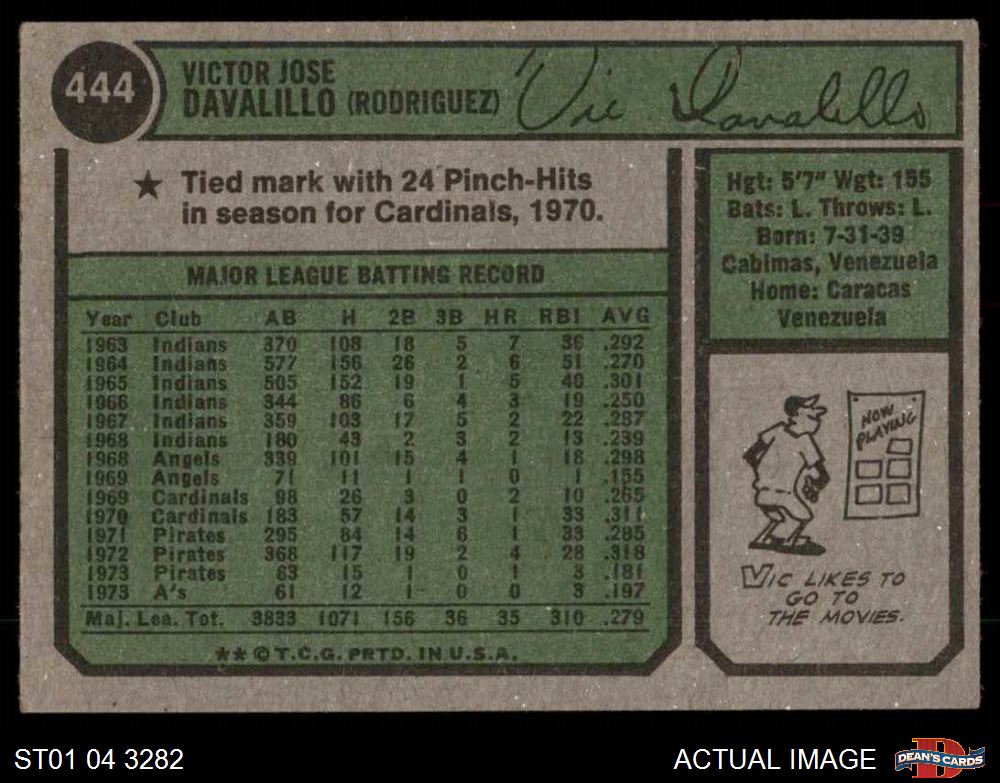 444
VICTOR JOSE
DAVALILLO (RODRIGUEZ)
Vic Davalillo
★ Tied mark with 24 Pinch-Hits
in season for Cardinals, 1970.
MAJOR LEAGUE BATTING RECORD
Year Club AB H 2B 3B HR RBI AVG
1963 Indians 370 108 18 5 7 36 .292
1964 Indians 577 156 26 2 6 51 .270
1965 Indians 505 152 19 1 5 40 .301
1966 Indians 344 86 6 4 3 19 .250
1967 Indians 359 103 17 5 2 22 .287
1968 Indians 180 43 2 3 2 13 .239
1968 Angels 339 101 15 4 1 18 .298
1969 Angels 71 11 1 1 0 1 .155
1969 Cardinals 98 26 3 0 2 10 .265
1970 Cardinals 183 57 14 3 1 33 .311
1971 Pirates 295 84 14 6 1 33 .285
1972 Pirates 368 117 19 2 4 28 .318
1973 Pirates 63 15 1 0 1 3 .181
1973 A's 61 12 1 0 0 3 .197
Maj. Lea. Tot. 3833 1071 156 36 35 310 .279
** © T.C.G. PRTD. IN U.S.A.
Hgt: 5'7" Wgt: 155
Bats: L. Throws: L.
Born: 7-31-39
Cabimas, Venezuela
Home: Caracas
Venezuela
NOW
PLAYING
VIC LIKES TO
GO TO
THE MOVIES.
ST01 04 3282
ACTUAL IMAGE
DEAN'S CARDS